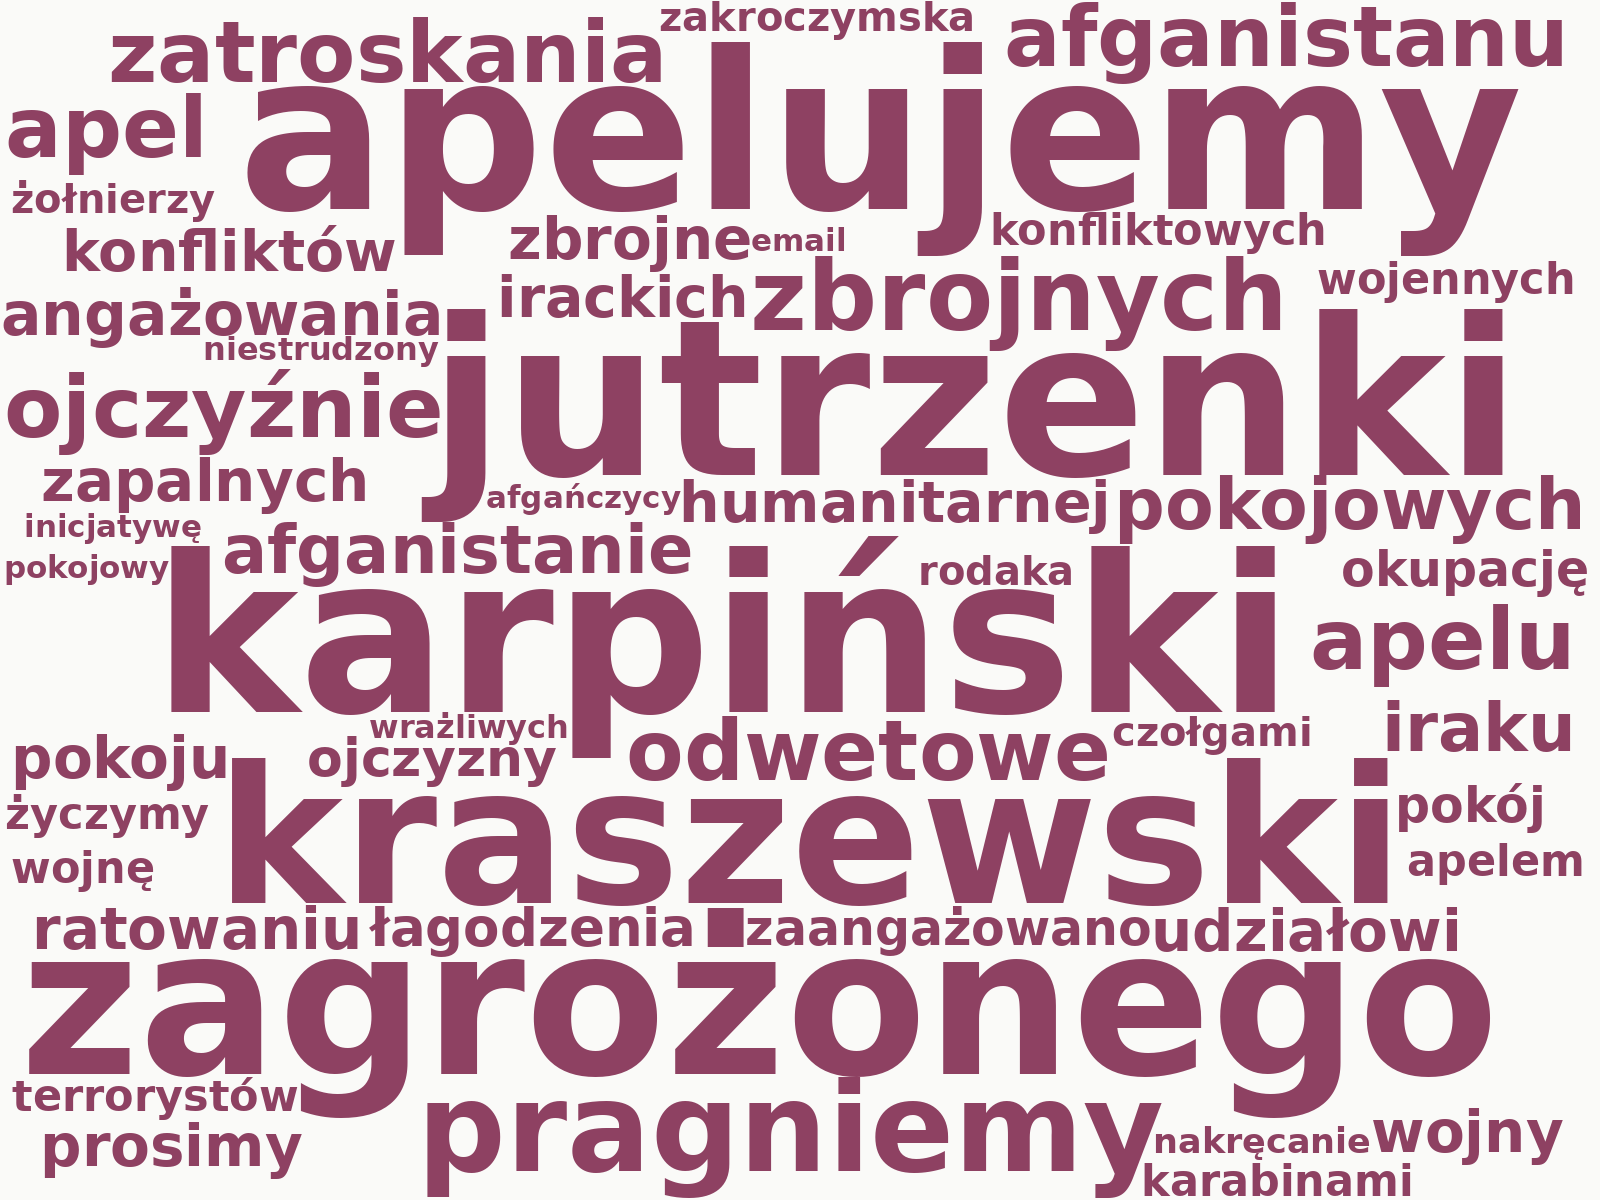 zakroczymska
zatroskania afganistanu
apel apelujemy
żołnierzy
konfliktów zbrojne email konfliktowych
angażowania irackich zbrojnych wojennych
niestrudzony
ojczyźnie jutrzenki
zapalnych
afgańczycy humanitarnej pokojowych
inicjatywę afganistanie
pokojowy rodaka okupację
karpiński apelu
wrażliwych
pokoju ojczyzny odwetowe czołgami iraku
życzymy kraszewski pokój
wojnę apelem
ratowaniu łagodzenia zaangażowano udziałowi
zagrożonego
terrorystów
prosimy pragniemy nakręcanie wojny
karabinami